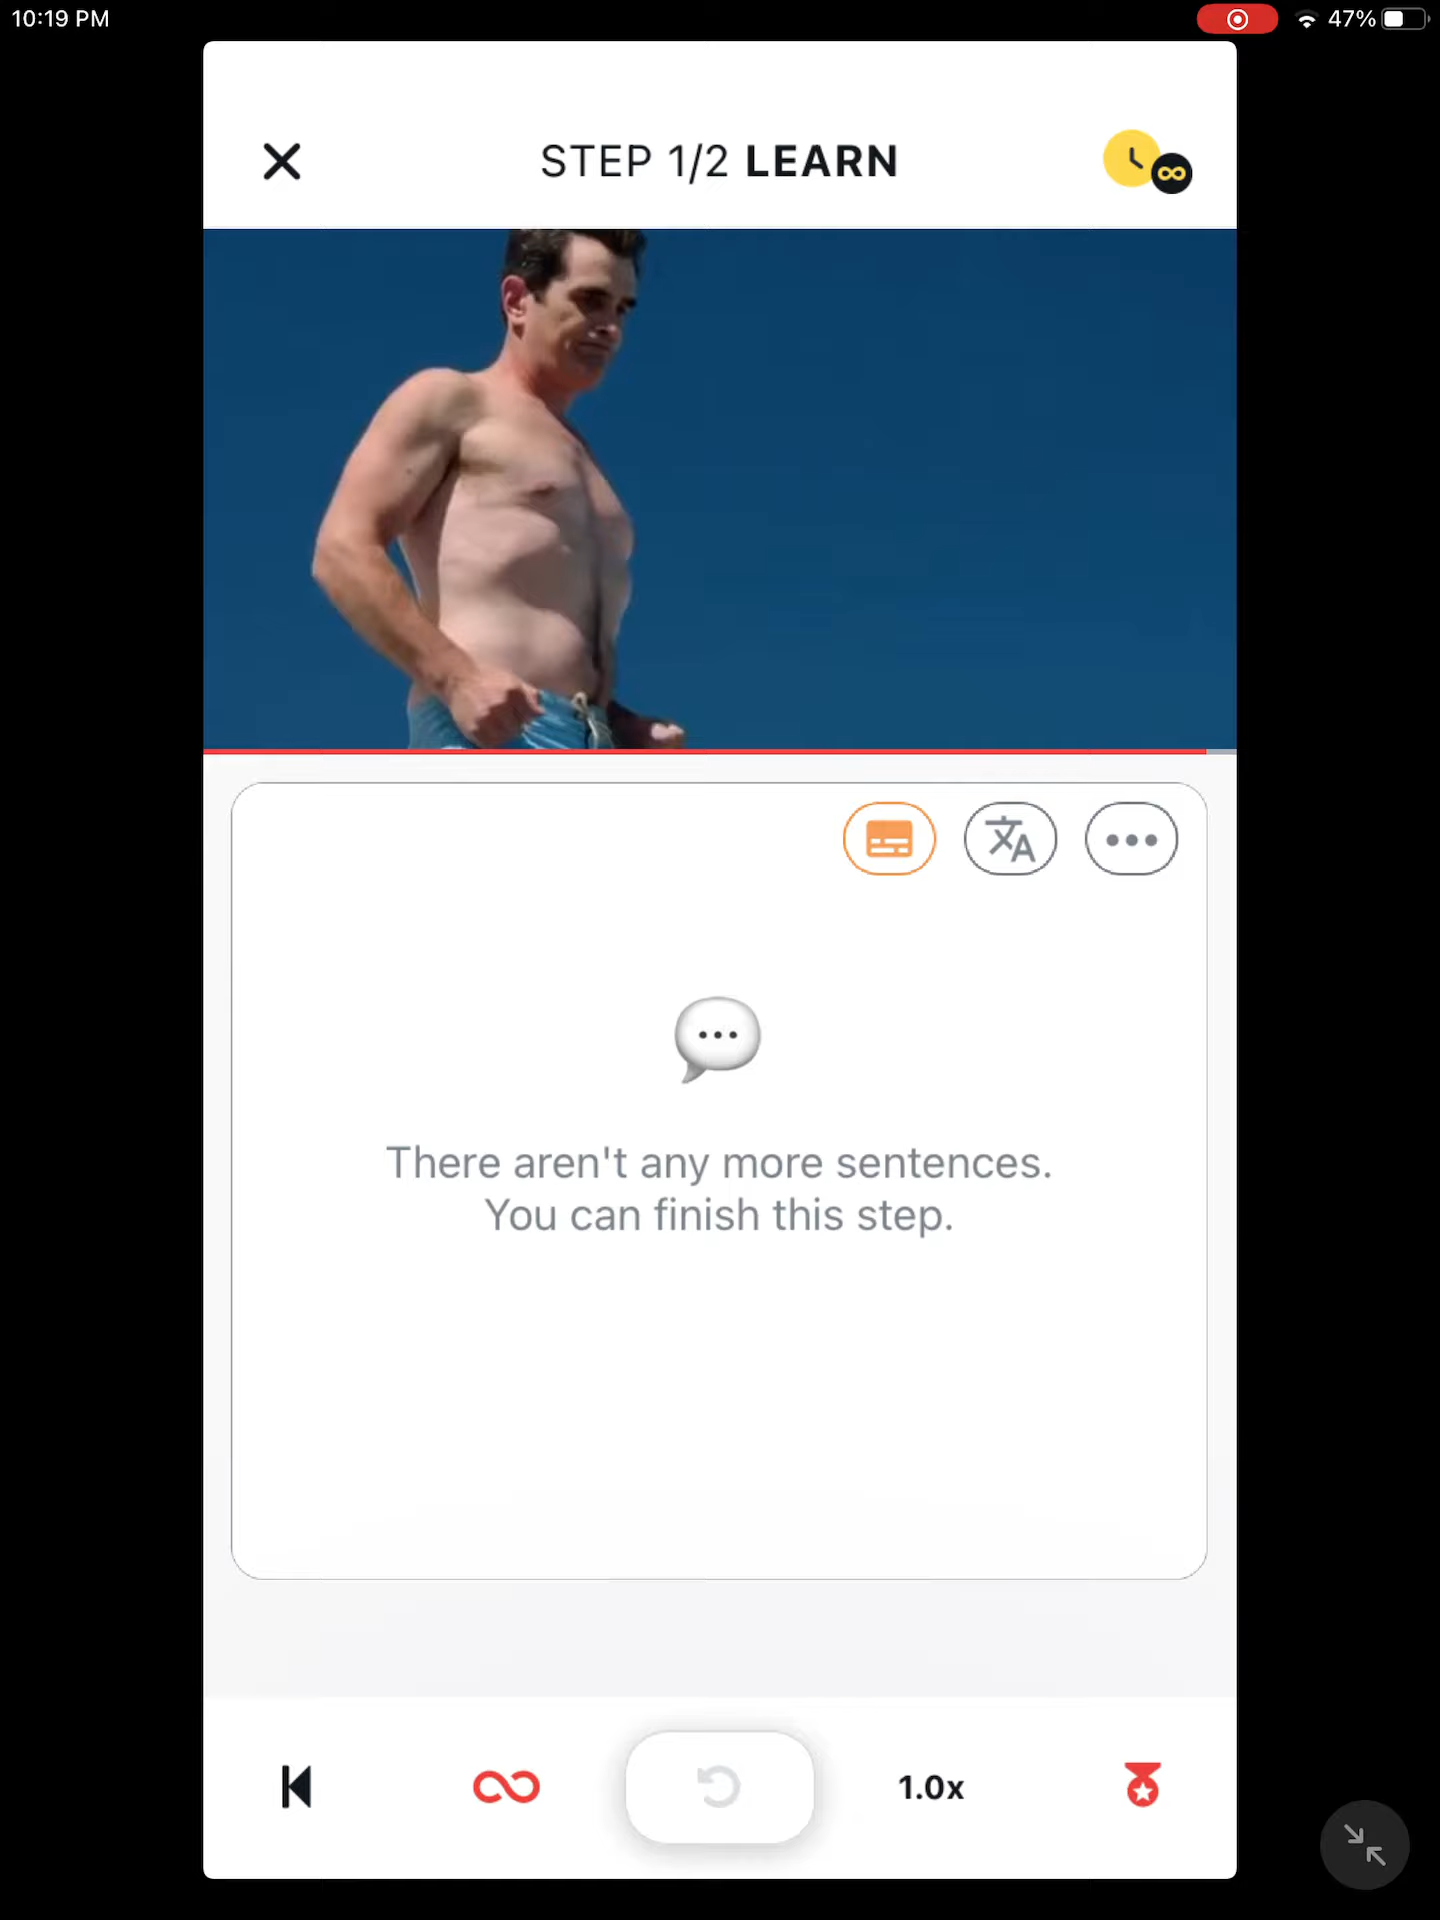 10:19 PM
47%
STEP 1/2 LEARN
There aren't any more sentences.
You can finish this step.
1.0x